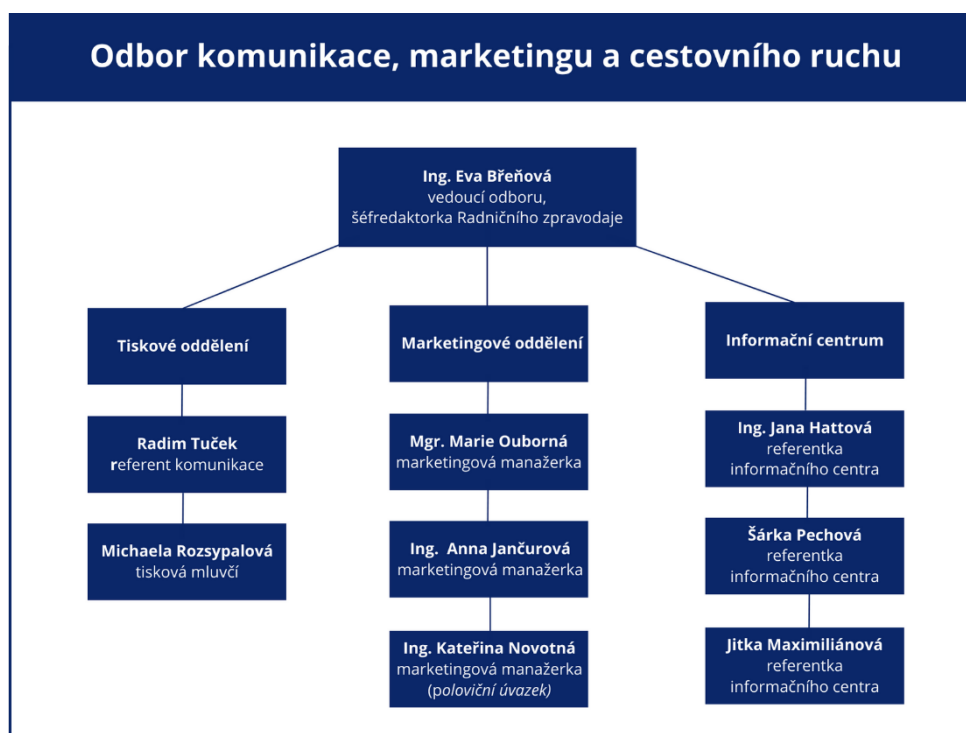 Odbor komunikace, marketingu a cestovního ruchu
Ing. Eva Břeňová
vedoucí odboru,
šéfredaktorka Radničního zpravodaje
Tiskové oddělení
Radim Tuček
referent komunikace
Michaela Rozsypalová
tisková mluvčí
Marketingové oddělení
Mgr. Marie Ouborná
marketingová manažerka
Ing. Anna Jančurová
marketingová manažerka
Ing. Kateřina Novotná
marketingová manažerka
(poloviční úvazek)
Informační centrum
Ing. Jana Hattová
referentka
informačního centra
Šárka Pechová
referentka
informačního centra
Jitka Maximiliánová
referentka
informačního centra